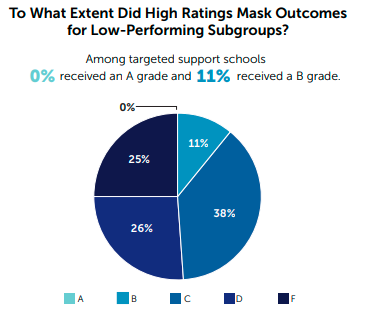 To What Extent Did High Ratings Mask Outcomes
for Low-Performing Subgroups?
Among targeted support schools
0% received an A grade and 11% received a B grade.
0%
11%
25%
38%
26%
A B C D F